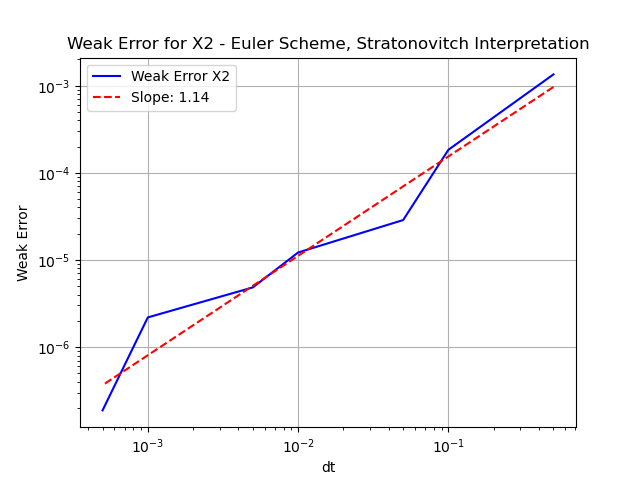 Weak Error for X2 - Euler Scheme, Stratonovitch Interpretation
Weak Error X2
Slope: 1.14
10⁻³
10⁻⁴
10⁻⁵
10⁻⁶
Weak Error
10⁻³
10⁻²
10⁻¹
dt